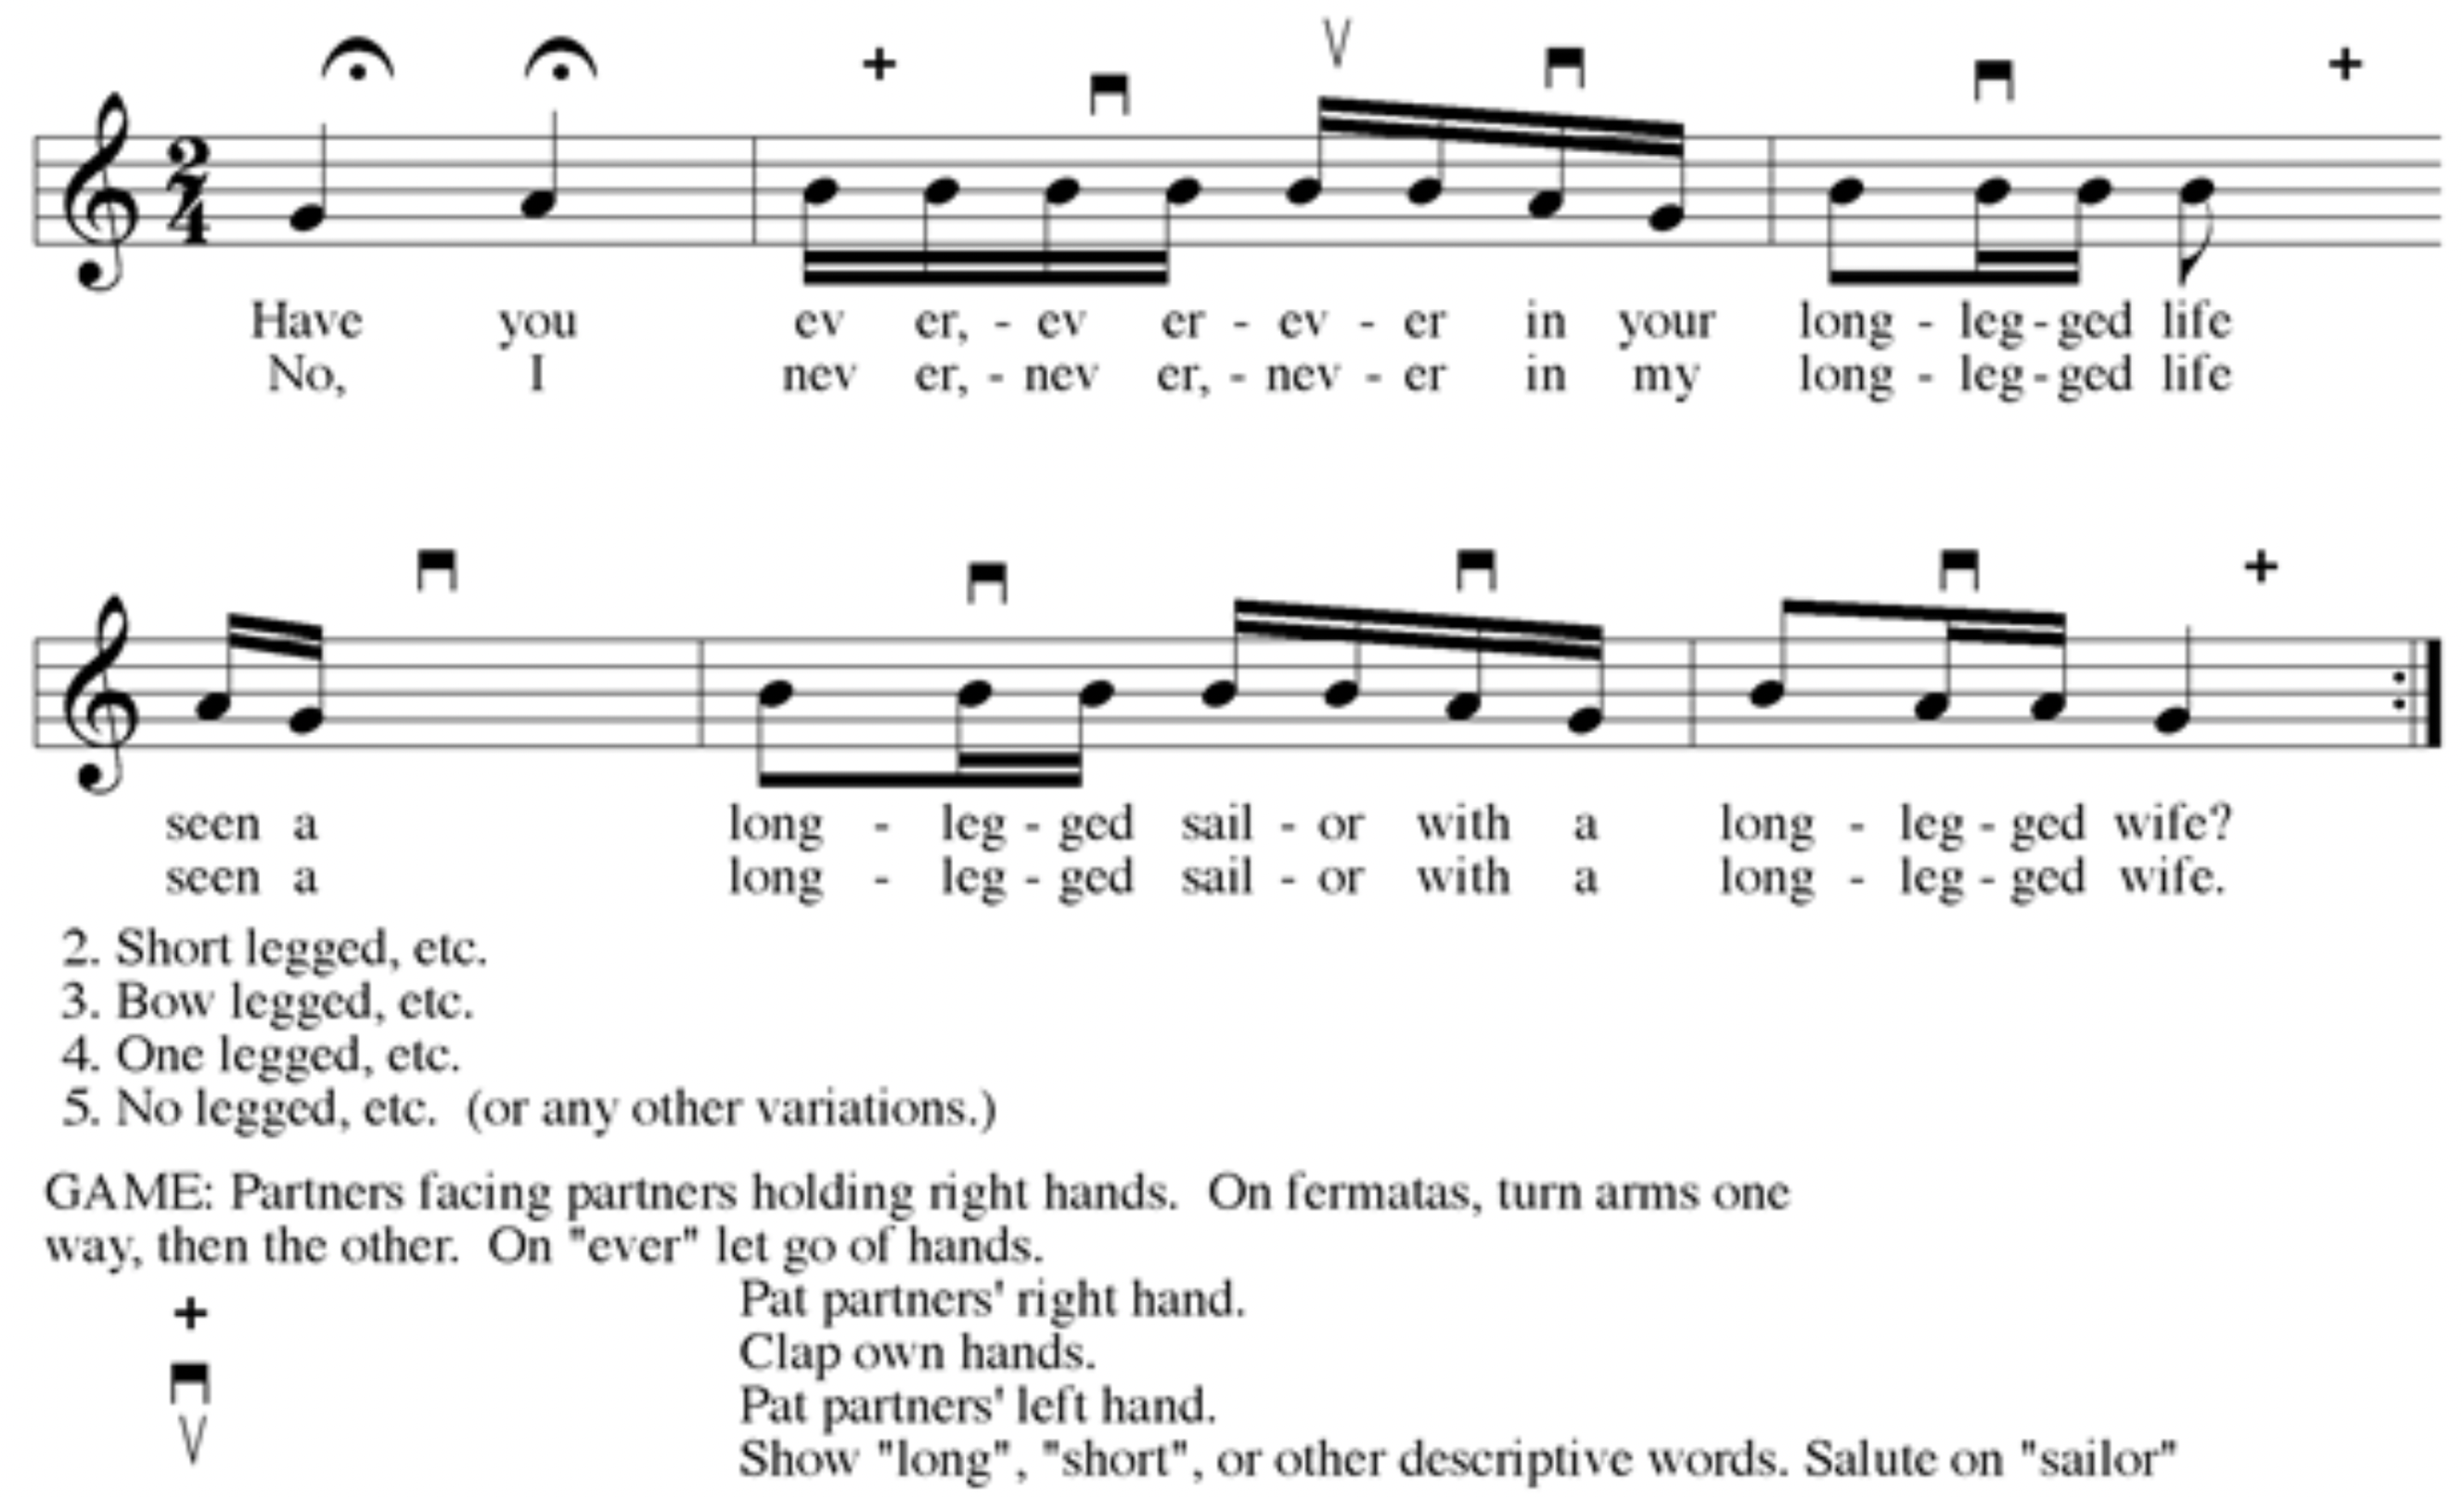 2
4
+ +
Have you ev er, - ev er - ev - er in your long - leg - ged life
No, I nev er, - nev er, - nev - er in my long - leg - ged life
+
seen a long - leg - ged sail - or with a long - leg - ged wife?
seen a long - leg - ged sail - or with a long - leg - ged wife.
2. Short legged, etc.
3. Bow legged, etc.
4. One legged, etc.
5. No legged, etc. (or any other variations.)
GAME: Partners facing partners holding right hands. On fermatas, turn arms one
way, then the other. On "ever" let go of hands.
+ Pat partners' right hand.
Clap own hands.
Pat partners' left hand.
Show "long", "short", or other descriptive words. Salute on "sailor"